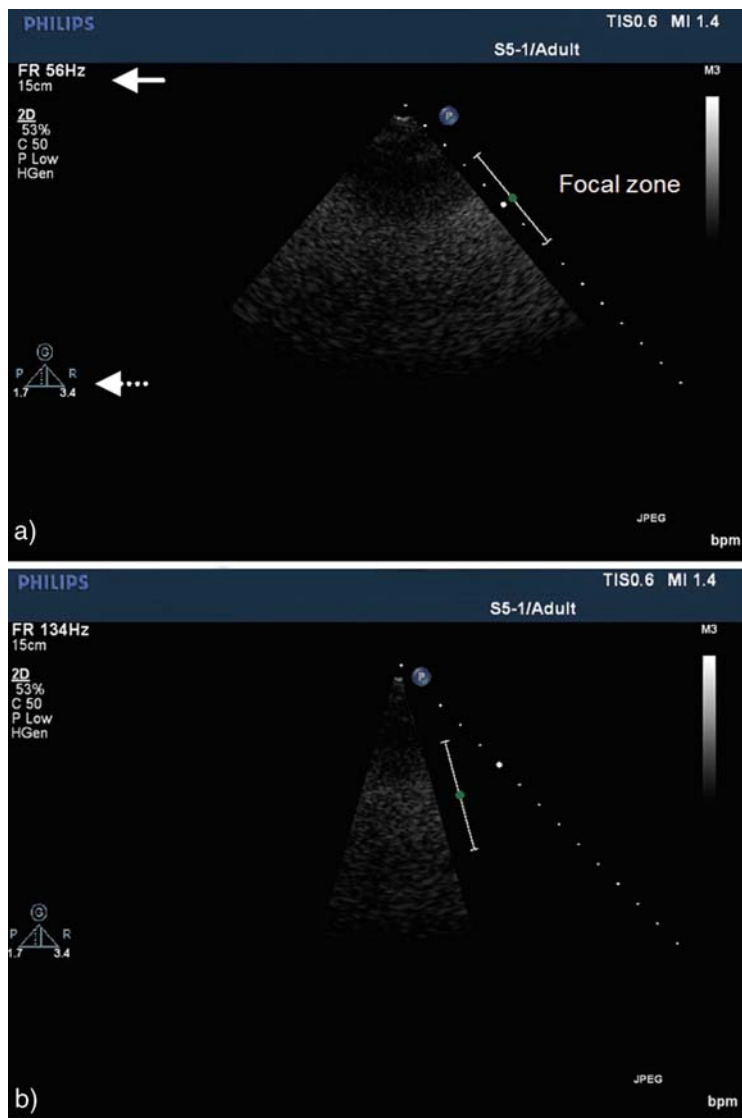 PHILIPS
TIS0.6 MI 1.4
S5-1/Adult
FR 56Hz
15cm
M3
2D
53%
C 50
P Low
HGen
P
Focal zone
G
P R
1.7 3.4
JPEG
a)
bpm
PHILIPS
TIS0.6 MI 1.4
S5-1/Adult
FR 134Hz
15cm
M3
2D
53%
C 50
P Low
HGen
P
G
P R
1.7 3.4
JPEG
b)
bpm